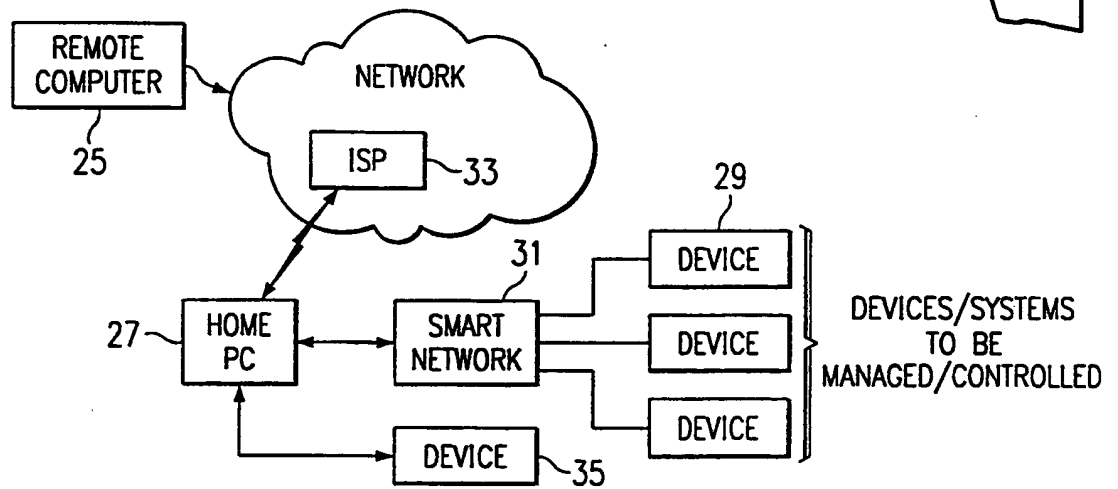 REMOTE
COMPUTER
25
NETWORK
ISP
33
29
DEVICE
31
27
HOME
PC
SMART
NETWORK
DEVICE
DEVICES/SYSTEMS
TO BE
MANAGED/CONTROLLED
DEVICE
DEVICE
35